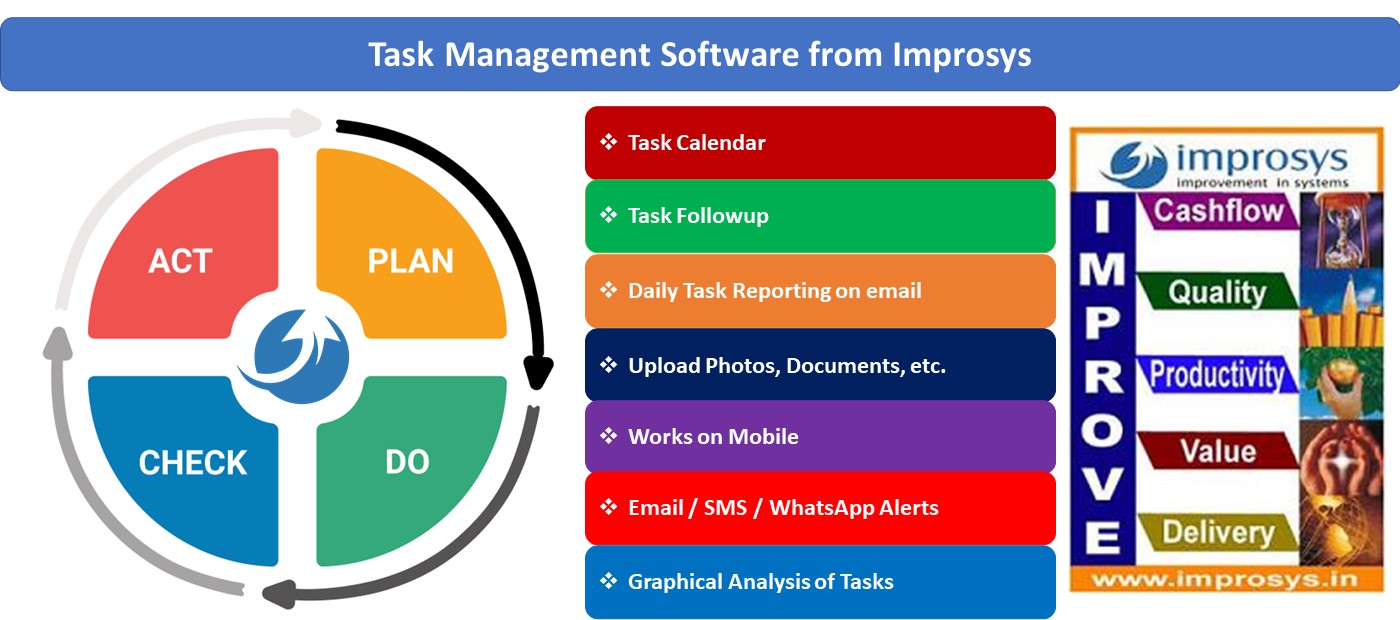 Task Management Software from Improsys
ACT
PLAN
CHECK
DO
❖ Task Calendar
❖ Task Followup
❖ Daily Task Reporting on email
❖ Upload Photos, Documents, etc.
❖ Works on Mobile
❖ Email / SMS / WhatsApp Alerts
❖ Graphical Analysis of Tasks
improsys
improvement in systems
IMPROVE
Cashflow
Quality
Productivity
Value
Delivery
www.improsys.in